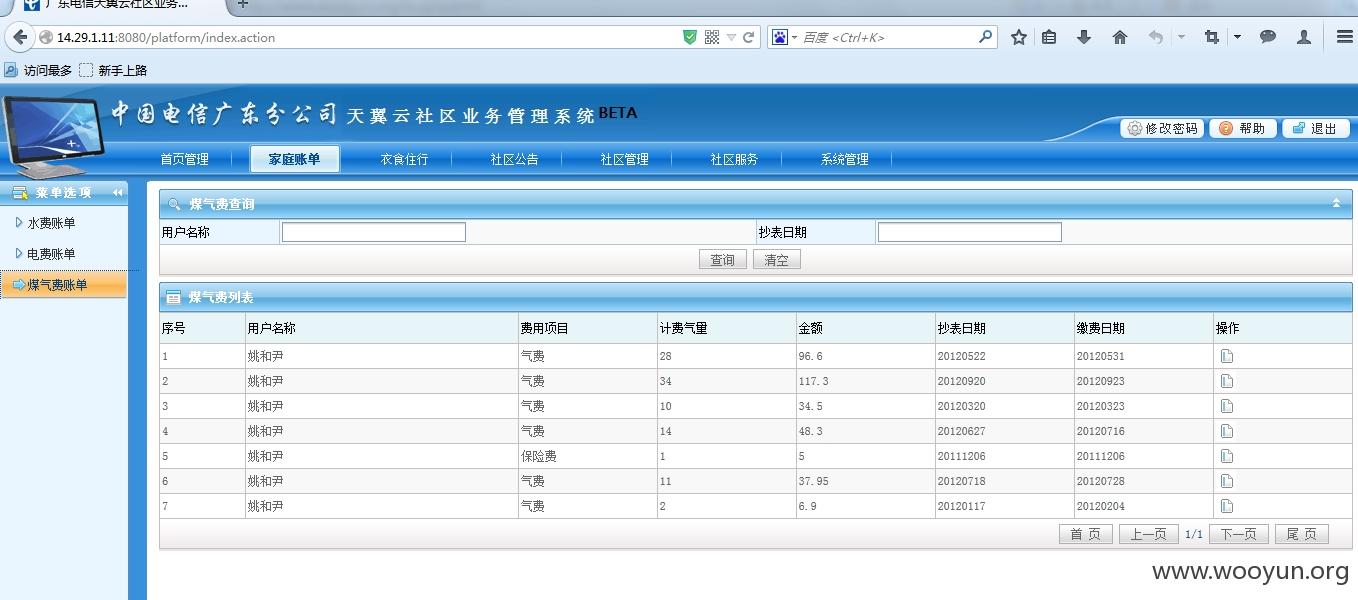 广东电信天翼云社区业务...
14.29.1.11:8080/platform/index.action
百度 <Ctrl+K>
访问最多 新手上路
中国电信广东分公司 天翼云社区业务管理系统 BETA
修改密码 帮助 退出
首页管理 家庭账单 衣食住行 社区公告 社区管理 社区服务 系统管理
菜单选项
水费账单
电费账单
煤气费账单
煤气费查询
用户名称 抄表日期
查询 清空
煤气费列表
序号 用户名称 费用项目 计费气量 金额 抄表日期 缴费日期 操作
1 姚和尹 气费 28 96.6 20120522 20120531
2 姚和尹 气费 34 117.3 20120920 20120923
3 姚和尹 气费 10 34.5 20120320 20120323
4 姚和尹 气费 14 48.3 20120627 20120716
5 姚和尹 保险费 1 5 20111206 20111206
6 姚和尹 气费 11 37.95 20120718 20120728
7 姚和尹 气费 2 6.9 20120117 20120204
首 页 上一页 1/1 下一页 尾 页
www.wooyun.org